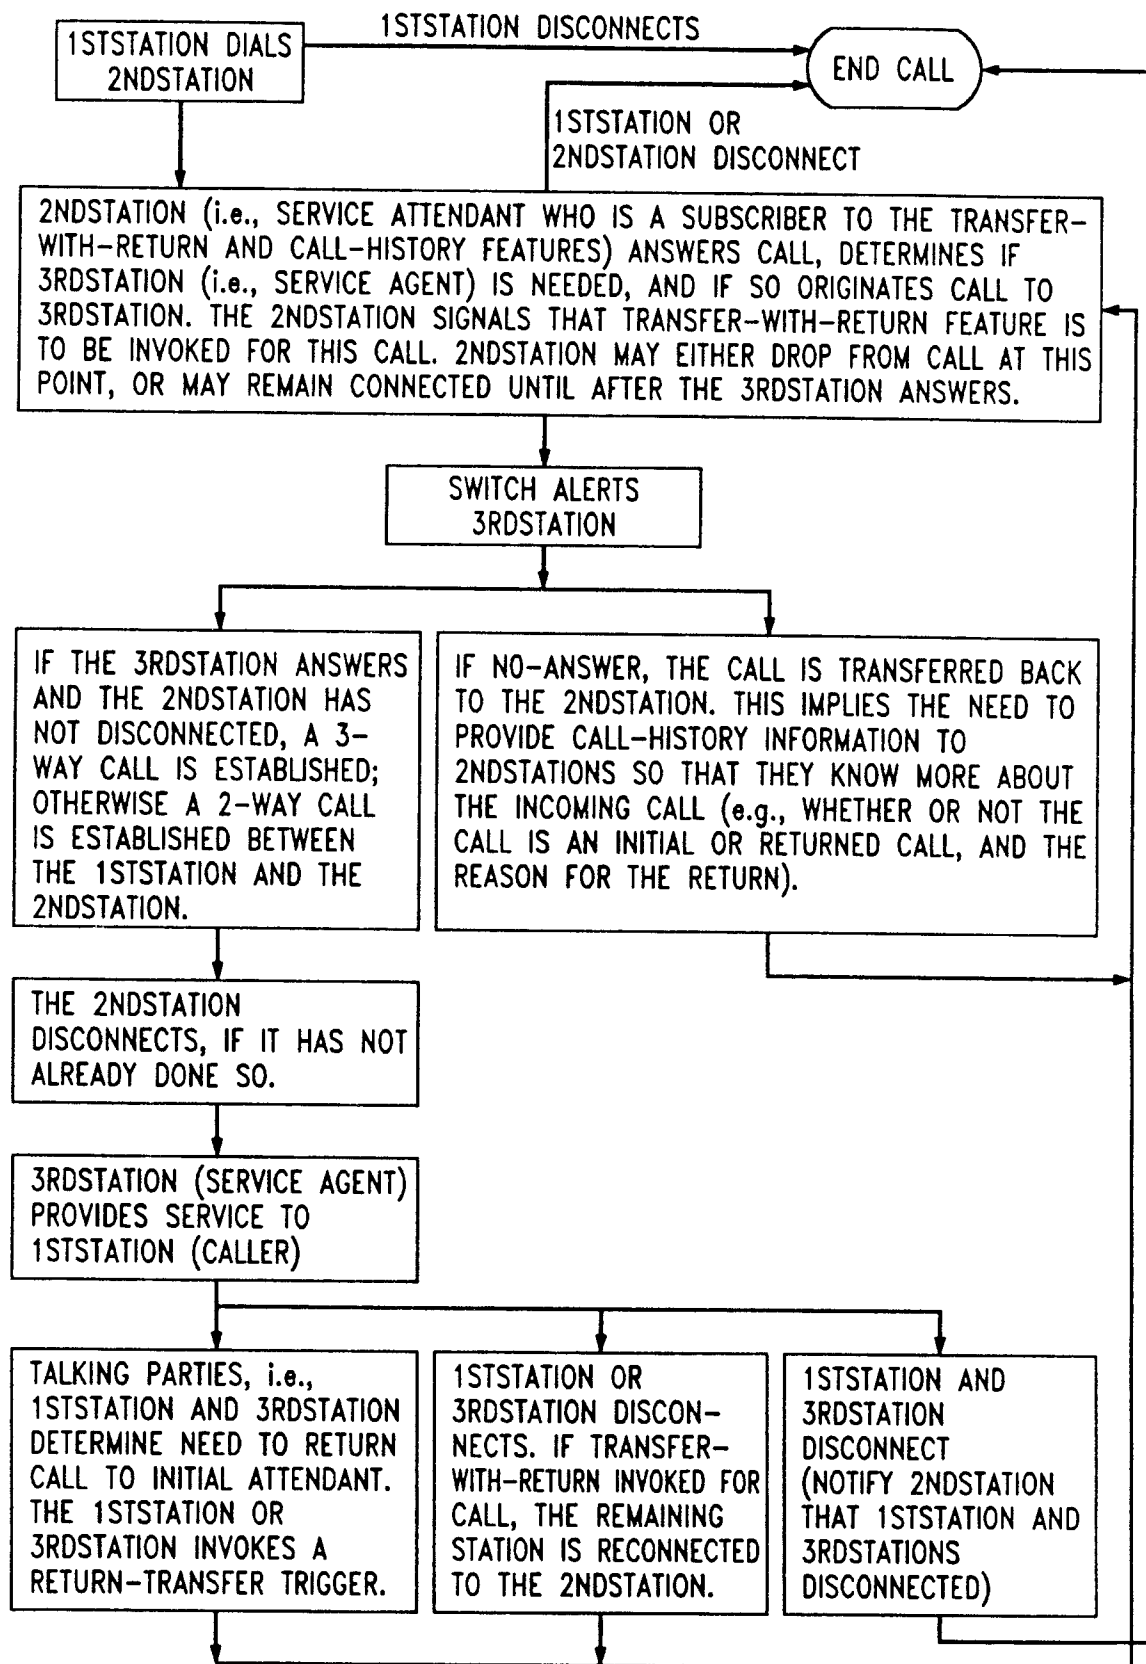 1STSTATION DIALS
2NDSTATION
1STSTATION DISCONNECTS
END CALL
1STSTATION OR
2NDSTATION DISCONNECT
2NDSTATION (i.e., SERVICE ATTENDANT WHO IS A SUBSCRIBER TO THE TRANSFER-
WITH-RETURN AND CALL-HISTORY FEATURES) ANSWERS CALL, DETERMINES IF
3RDSTATION (i.e., SERVICE AGENT) IS NEEDED, AND IF SO ORIGINATES CALL TO
3RDSTATION. THE 2NDSTATION SIGNALS THAT TRANSFER-WITH-RETURN FEATURE IS
TO BE INVOKED FOR THIS CALL. 2NDSTATION MAY EITHER DROP FROM CALL AT THIS
POINT, OR MAY REMAIN CONNECTED UNTIL AFTER THE 3RDSTATION ANSWERS.
SWITCH ALERTS
3RDSTATION
IF THE 3RDSTATION ANSWERS
AND THE 2NDSTATION HAS
NOT DISCONNECTED, A 3-
WAY CALL IS ESTABLISHED;
OTHERWISE A 2-WAY CALL
IS ESTABLISHED BETWEEN
THE 1STSTATION AND THE
2NDSTATION.
IF NO-ANSWER, THE CALL IS TRANSFERRED BACK
TO THE 2NDSTATION. THIS IMPLIES THE NEED TO
PROVIDE CALL-HISTORY INFORMATION TO
2NDSTATIONS SO THAT THEY KNOW MORE ABOUT
THE INCOMING CALL (e.g., WHETHER OR NOT THE
CALL IS AN INITIAL OR RETURNED CALL, AND THE
REASON FOR THE RETURN).
THE 2NDSTATION
DISCONNECTS, IF IT HAS NOT
ALREADY DONE SO.
3RDSTATION (SERVICE AGENT)
PROVIDES SERVICE TO
1STSTATION (CALLER)
TALKING PARTIES, i.e.,
1STSTATION AND 3RDSTATION
DETERMINE NEED TO RETURN
CALL TO INITIAL ATTENDANT.
THE 1STSTATION OR
3RDSTATION INVOKES A
RETURN-TRANSFER TRIGGER.
1STSTATION OR
3RDSTATION DISCON-
NECTS. IF TRANSFER-
WITH-RETURN INVOKED FOR
CALL, THE REMAINING
STATION IS RECONNECTED
TO THE 2NDSTATION.
1STSTATION AND
3RDSTATION
DISCONNECT
(NOTIFY 2NDSTATION
THAT 1STSTATION AND
3RDSTATIONS
DISCONNECTED)